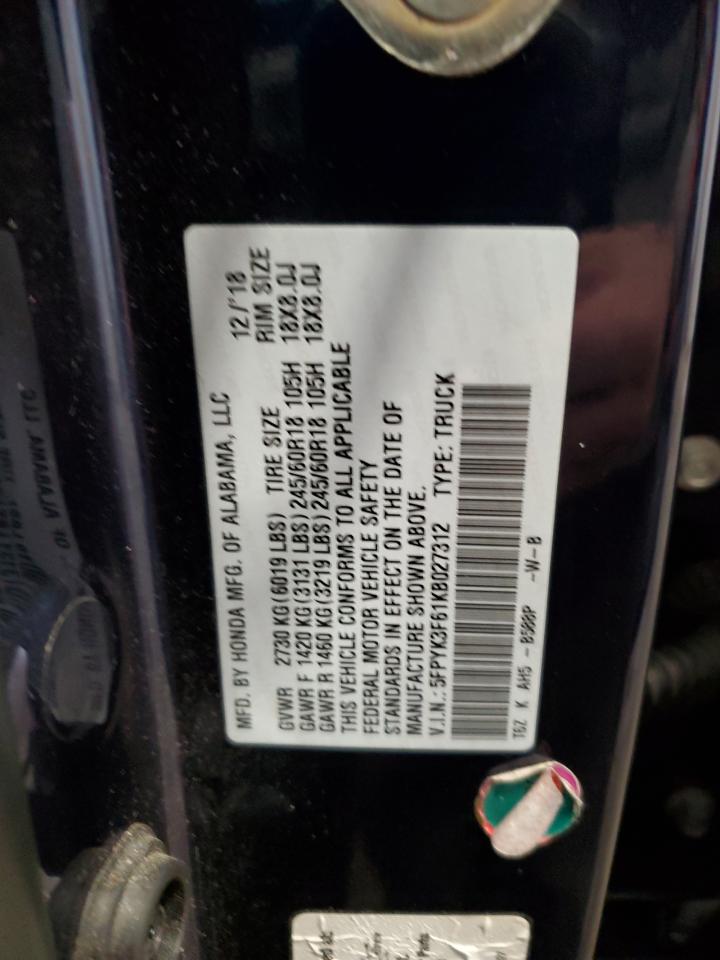 MFD. BY HONDA MFG. OF ALABAMA, LLC 12/'18
GVWR 2730 KG (6019 LBS) TIRE SIZE RIM SIZE
GAWR F 1420 KG (3131 LBS) 245/60R18 105H 18X8.0J
GAWR R 1460 KG (3219 LBS) 245/60R18 105H 18X8.0J
THIS VEHICLE CONFORMS TO ALL APPLICABLE
FEDERAL MOTOR VEHICLE SAFETY
STANDARDS IN EFFECT ON THE DATE OF
MANUFACTURE SHOWN ABOVE.
V.I.N.: 5FPYK3F61KB027312 TYPE: TRUCK
T6Z K AH5 - B588P -W-B